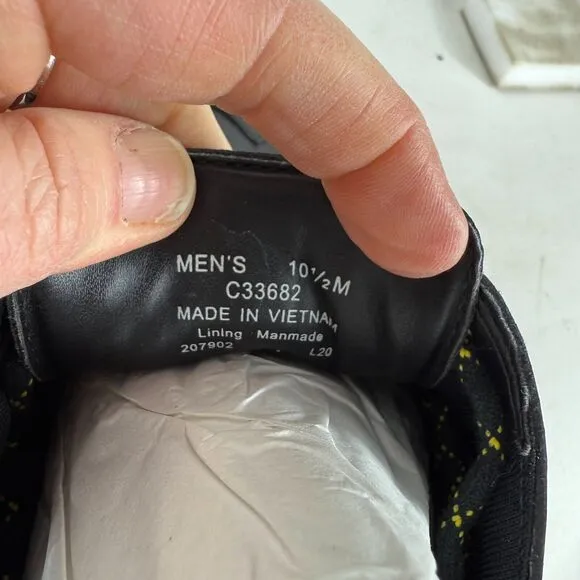 MEN'S 10½M
C33682
MADE IN VIETNAM
Lining Manmade
207902 L20